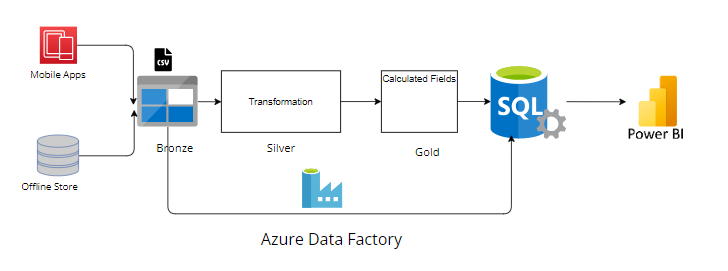 CSV
Mobile Apps
Calculated Fields
Transformation
SQL
Power BI
Bronze
Silver
Gold
Offline Store
Azure Data Factory